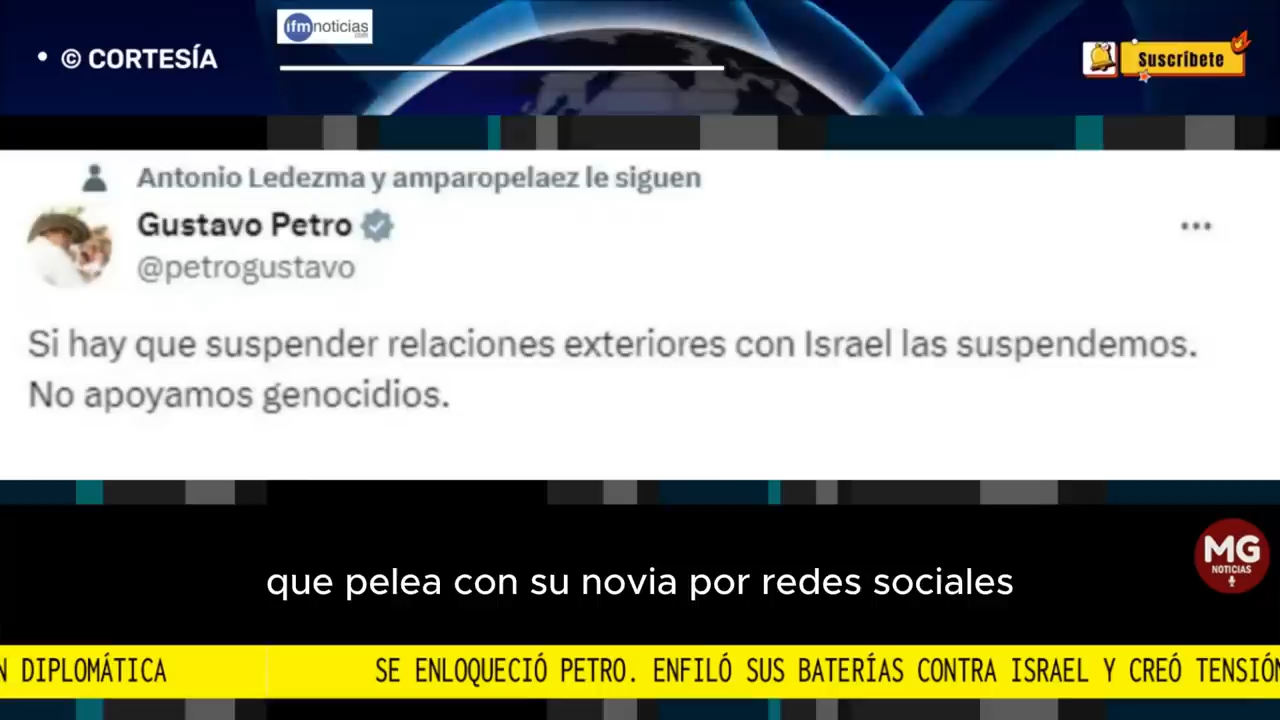 ifmnoticias
.com
• © CORTESÍA
Suscríbete
Antonio Ledezma y amparopelaez le siguen
Gustavo Petro
@petrogustavo
Si hay que suspender relaciones exteriores con Israel las suspendemos.
No apoyamos genocidios.
MG
NOTICIAS
que pelea con su novia por redes sociales
N DIPLOMÁTICA SE ENLOQUECIÓ PETRO. ENFILÓ SUS BATERÍAS CONTRA ISRAEL Y CREÓ TENSIÓN